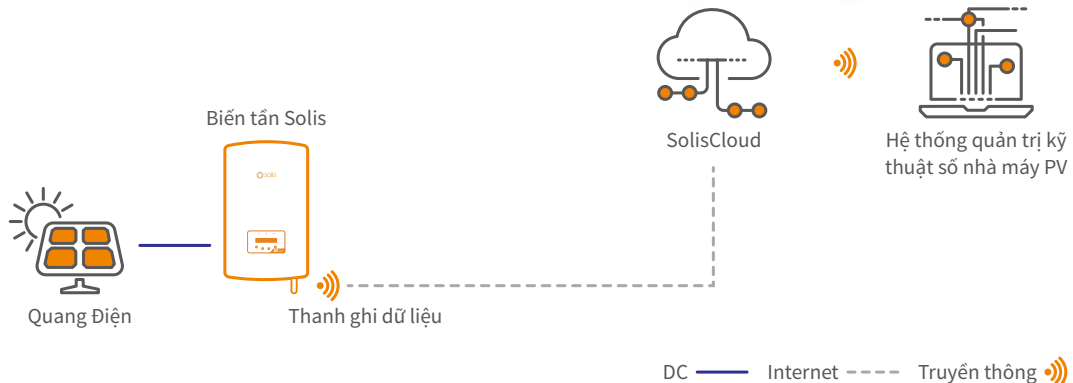 Biến tần Solis
solis
SolisCloud
Hệ thống quản trị kỹ
thuật số nhà máy PV
Quang Điện
Thanh ghi dữ liệu
DC
Internet
Truyền thông